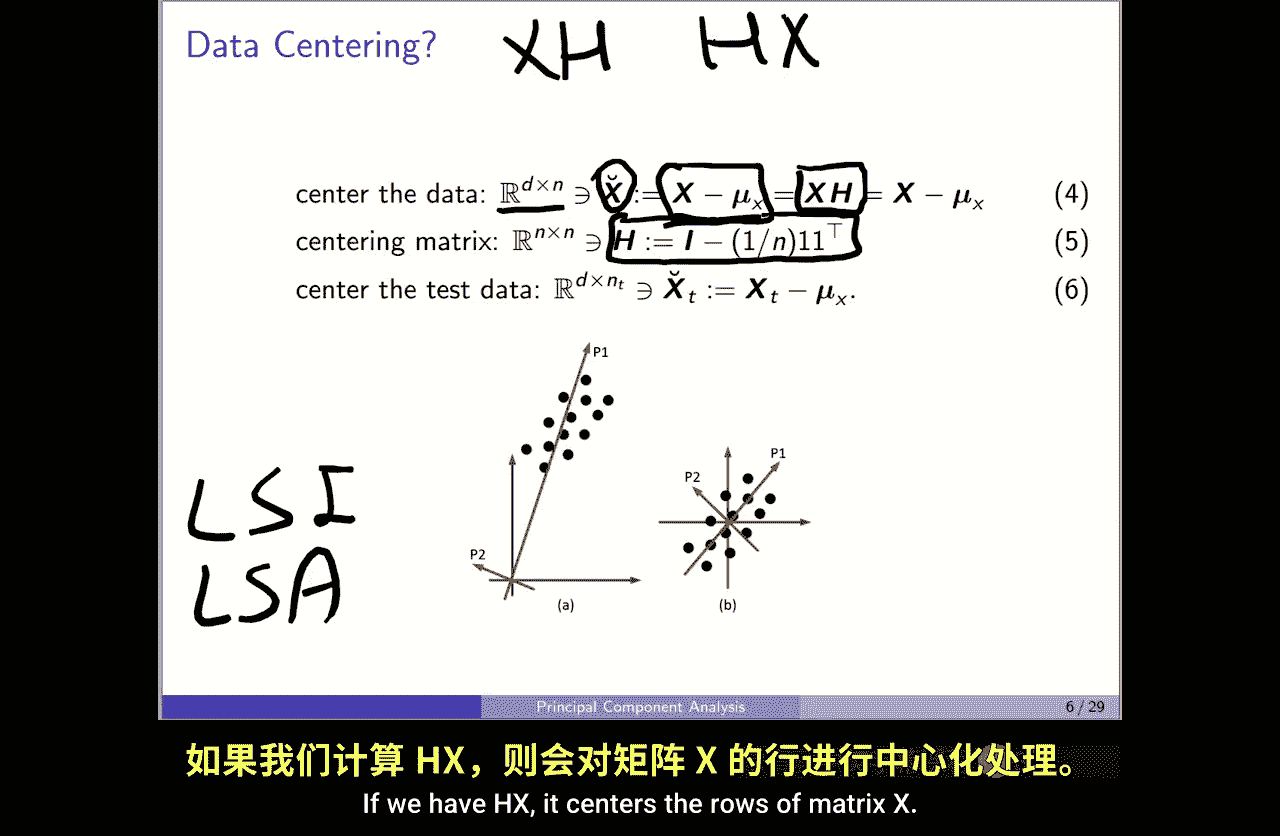 Data Centering? XH HX
center the data: ℝ^{d×n} ∋ X̆ := X − μ_x = XH = X − μ_x (4)
centering matrix: ℝ^{n×n} ∋ H := I − (1/n)11^⊤ (5)
center the test data: ℝ^{d×n_t} ∋ X̆_t := X_t − μ_x. (6)
P1
P2
(a)
P1
P2
(b)
LSI
LSA
Principal Component Analysis 6 / 29
如果我们计算 HX，则会对矩阵 X 的行进行中心化处理。
If we have HX, it centers the rows of matrix X.